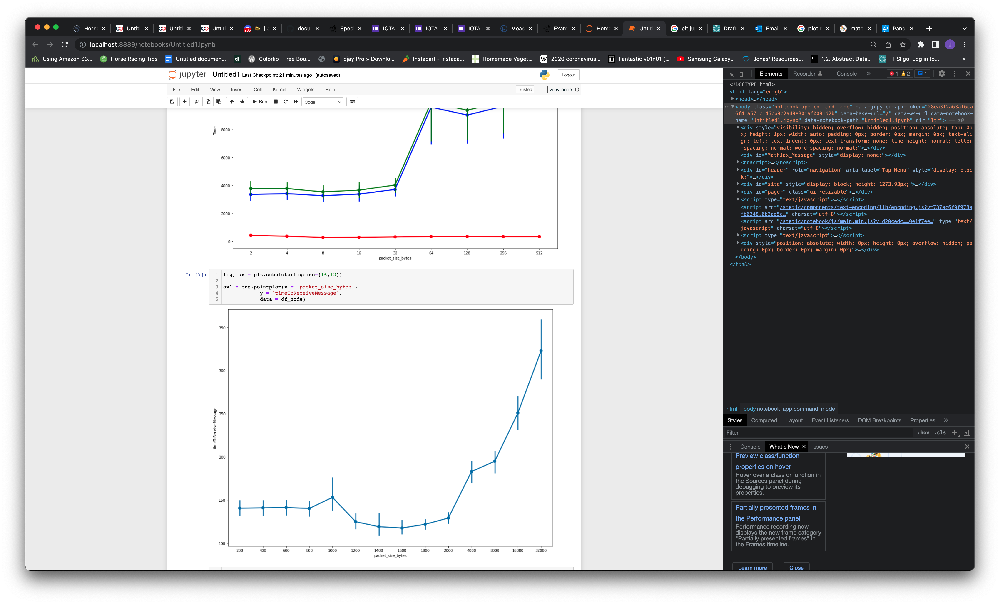 Horn
Untitl
Untitl
Untitl
235
docu
Spec
IOTA
IOTA
IOTA
Meas
Exam
Home
Untit
plt ju
Draft
Email
plot r
matp
Pand
localhost:8889/notebooks/Untitled1.ipynb
J
Using Amazon S3...
Horse Racing Tips
Untitled documen...
dj
Colorlib | Free Boo...
djay Pro » Downlo...
Instacart - Instaca...
Homemade Veget...
W 2020 coronavirus...
Fantastic v01n01 (...
Samsung Galaxy...
Jonas' Resources...
1.2. Abstract Data...
IT Sligo: Log in to...
»
jupyter Untitled1 Last Checkpoint: 21 minutes ago (autosaved)
Logout
File Edit View Insert Cell Kernel Widgets Help
Trusted
venv-node
Run
Code
Time
8000
6000
4000
2000
0
2 4 8 16 32 64 128 256 512
packet_size_bytes
In [7]:
1 fig, ax = plt.subplots(figsize=(16,12))
2
3 ax1 = sns.pointplot(x = 'packet_size_bytes',
4 y = 'timeToReceiveMessage',
5 data = df_node)
timeToReceiveMessage
350
300
250
200
150
100
200 400 600 800 1000 1200 1400 1600 1800 2000 4000 8000 16000 32000
packet_size_bytes
Elements Recorder Console » 1 2 1
<!DOCTYPE html>
<html lang="en-gb">
<head>…</head>
<body class="notebook_app command_mode" data-jupyter-api-token="28ea3f2a63af6ca
6f41a571c146cb9c2a49e301af0091d2b" data-base-url="/" data-ws-url data-notebook-
name="Untitled1.ipynb" data-notebook-path="Untitled1.ipynb" dir="ltr"> == $0
<div style="visibility: hidden; overflow: hidden; position: absolute; top: 0p
x; height: 1px; width: auto; padding: 0px; border: 0px; margin: 0px; text-ali
gn: left; text-indent: 0px; text-transform: none; line-height: normal; letter
-spacing: normal; word-spacing: normal;">…</div>
<div id="MathJax_Message" style="display: none;"></div>
<noscript>…</noscript>
<div id="header" role="navigation" aria-label="Top Menu" style="display: bloc
k;">…</div>
<div id="site" style="display: block; height: 1273.93px;">…</div>
<div id="pager" class="ui-resizable">…</div>
<script type="text/javascript">…</script>
<script src="/static/components/text-encoding/lib/encoding.js?v=737ac6f9f978a
fb6348…6b3ad5c…" charset="utf-8"></script>
<script src="/static/notebook/js/main.min.js?v=d20cedc……0e1f7ee…" type="text/
javascript" charset="utf-8"></script>
<script type="text/javascript">…</script>
<div style="position: absolute; width: 0px; height: 0px; overflow: hidden; pa
dding: 0px; border: 0px; margin: 0px;">…</div>
</body>
</html>
html body.notebook_app.command_mode
Styles Computed Layout Event Listeners DOM Breakpoints Properties »
Filter
:hov .cls +
Console What's New Issues
Preview class/function
properties on hover
Hover over a class or function in
the Sources panel during
debugging to preview its
properties.
Partially presented frames in
the Performance panel
Performance recording now
displays the new frame category
"Partially presented frames" in
the Frames timeline.
Learn more
Close